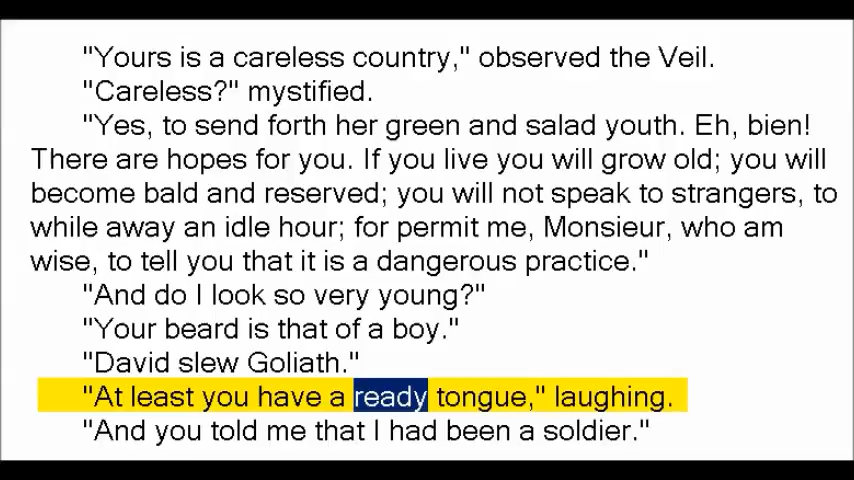 "Yours is a careless country," observed the Veil.
"Careless?" mystified.
"Yes, to send forth her green and salad youth. Eh, bien!
There are hopes for you. If you live you will grow old; you will
become bald and reserved; you will not speak to strangers, to
while away an idle hour; for permit me, Monsieur, who am
wise, to tell you that it is a dangerous practice."
"And do I look so very young?"
"Your beard is that of a boy."
"David slew Goliath."
"At least you have a ready tongue," laughing.
"And you told me that I had been a soldier."